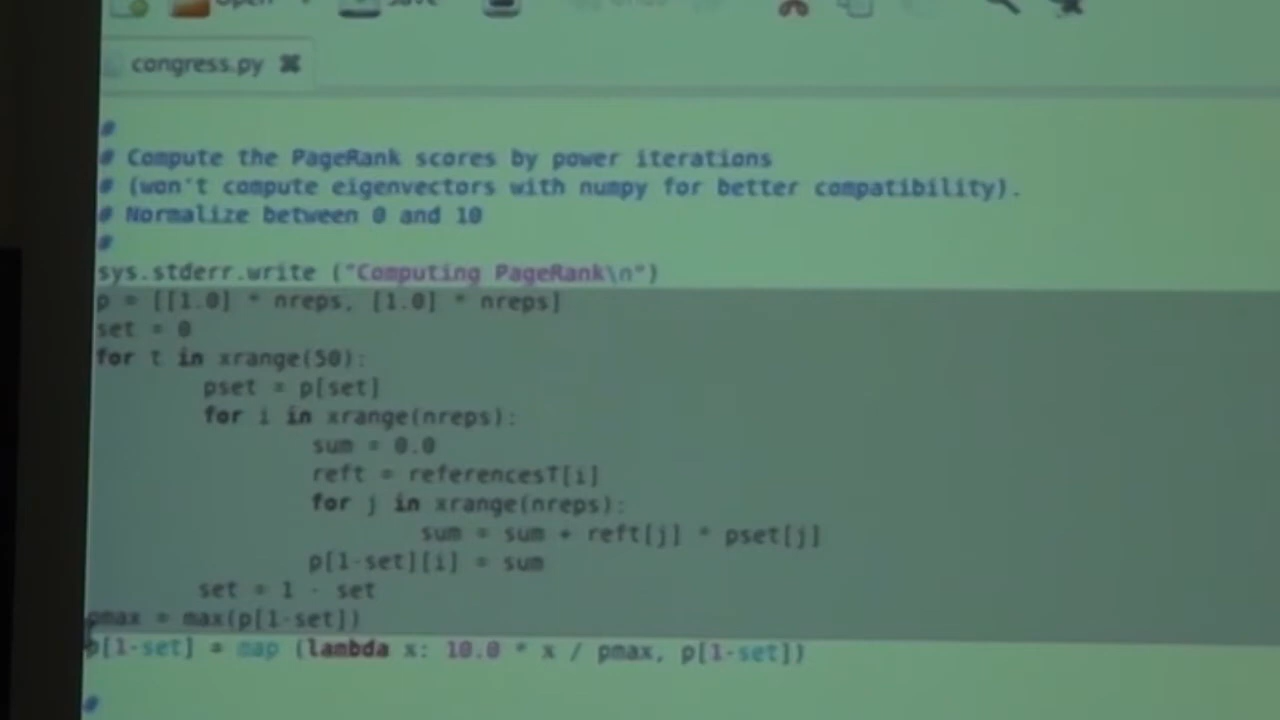 Open
Save
Undo
congress.py
#
# Compute the PageRank scores by power iterations
# (won't compute eigenvectors with numpy for better compatibility).
# Normalize between 0 and 10
#
sys.stderr.write ("Computing PageRank\n")
p = [[1.0] * nreps, [1.0] * nreps]
set = 0
for t in xrange(50):
pset = p[set]
for i in xrange(nreps):
sum = 0.0
reft = referencesT[i]
for j in xrange(nreps):
sum = sum + reft[j] * pset[j]
p[1-set][i] = sum
set = 1 - set
pmax = max(p[1-set])
p[1-set] = map (lambda x: 10.0 * x / pmax, p[1-set])
#